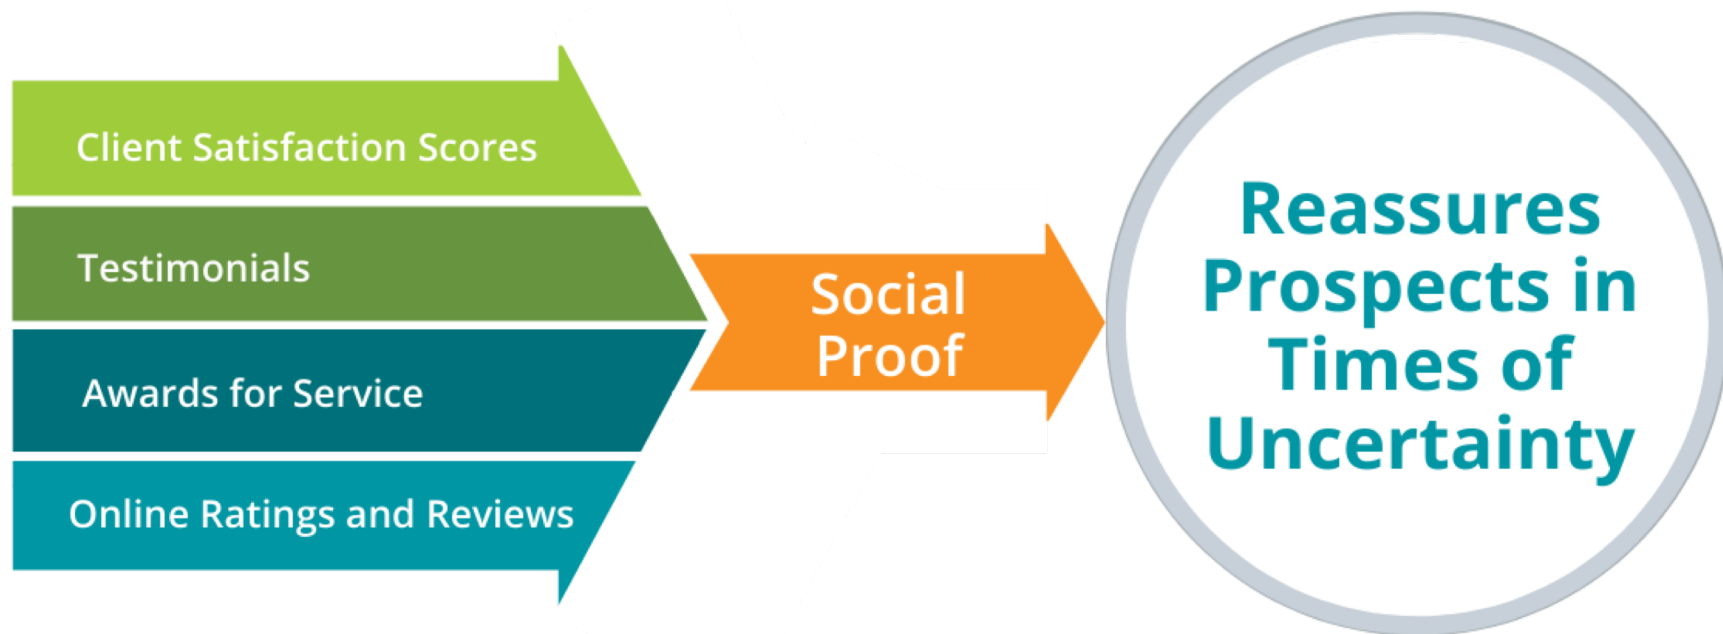 Client Satisfaction Scores
Testimonials
Awards for Service
Online Ratings and Reviews
Social
Proof
Reassures
Prospects in
Times of
Uncertainty